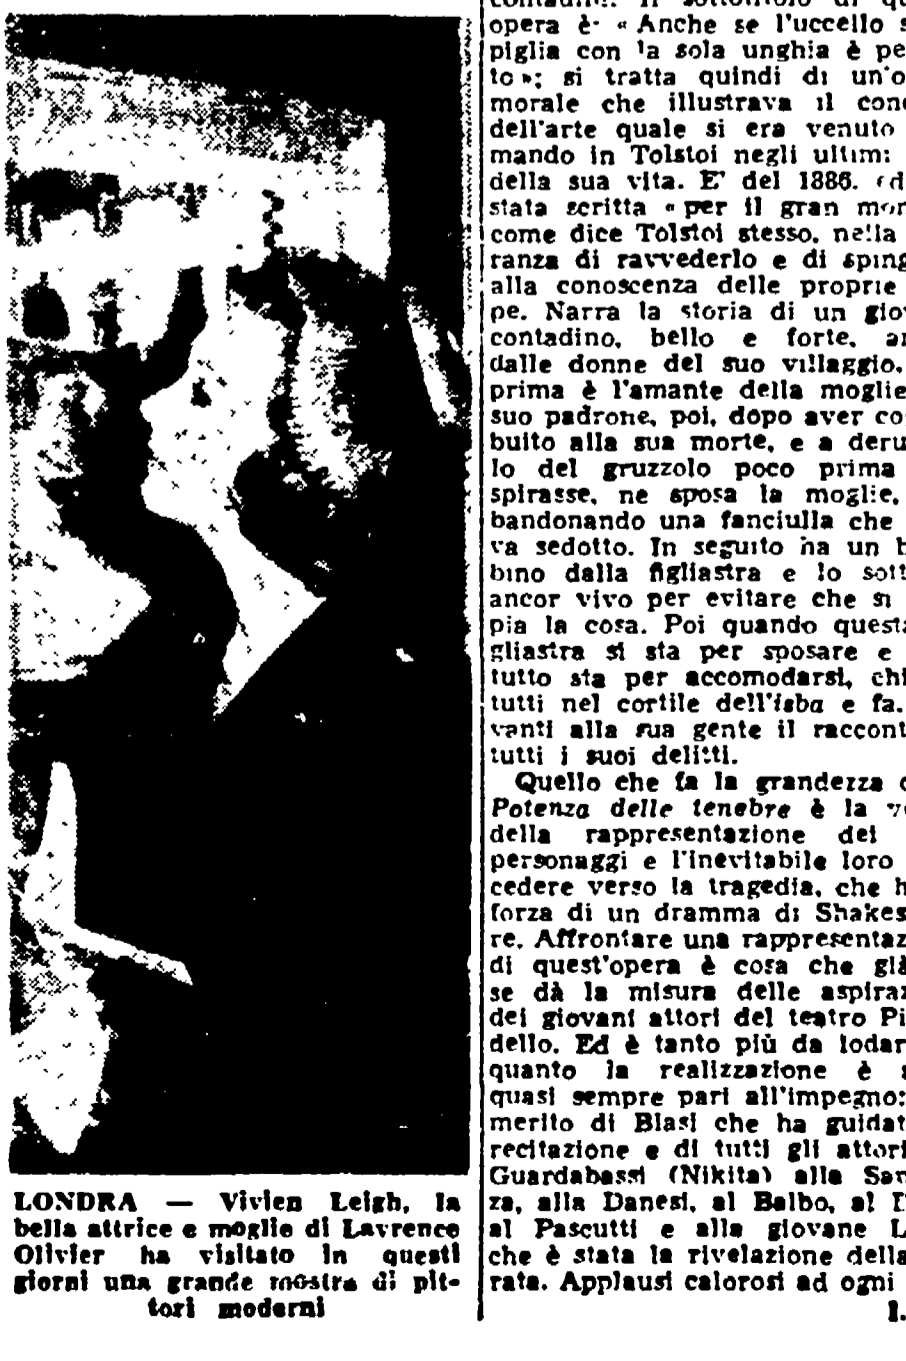 LONDRA — Vivien Leigh, la
bella attrice e moglie di Lavrence
Olivier ha visitato in questi
giorni una grande mostra di pit-
tori moderni
opera è: « Anche se l'uccello s
piglia con la sola unghia è pe
to »; si tratta quindi di un'o
morale che illustrava il conc
dell'arte quale si era venuto
mando in Tolstoi negli ultimi
della sua vita. E' del 1886. ed
stata scritta « per il gran mon
come dice Tolstoi stesso, nella
ranza di ravvederlo e di sping
alla conoscenza delle proprie
pe. Narra la storia di un giov
contadino, bello e forte, am
dalle donne del suo villaggio.
prima è l'amante della moglie
suo padrone, poi, dopo aver co
buito alla sua morte, e a deru
lo del gruzzolo poco prima
spirasse, ne sposa la moglie,
bandonando una fanciulla che
va sedotto. In seguito ha un b
bino dalla figliastra e lo sott
ancor vivo per evitare che si
pia la cosa. Poi quando questa
gliastra si sta per sposare e
tutto sta per accomodarsi, chi
tutti nel cortile dell'isba e fa.
vanti alla sua gente il raccont
tutti i suoi delitti.
Quello che fa la grandezza d
Potenza delle tenebre è la ve
della rappresentazione dei
personaggi e l'inevitabile loro
cedere verso la tragedia, che h
forza di un dramma di Shakes
re. Affrontare una rappresentaz
di quest'opera è cosa che già
se dà la misura delle aspiraz
dei giovani attori del teatro Pi
dello. Ed è tanto più da lodar
quanto la realizzazione è s
quasi sempre pari all'impegno:
merito di Blasi che ha guidat
recitazione e di tutti gli attori
Guardabassi (Nikita) alla San
za, alla Danesi, al Balbo, al D
al Pascutti e alla giovane L
che è stata la rivelazione della
rata. Applausi calorosi ad ogni
l.